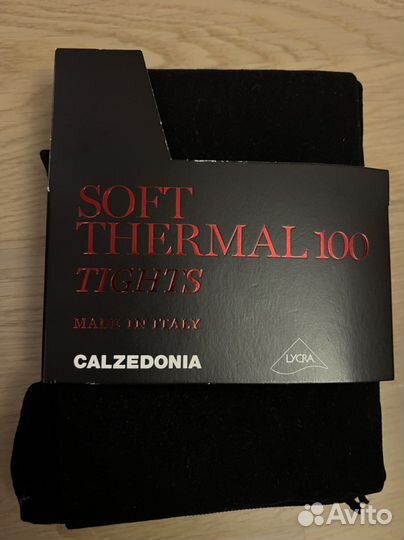 SOFT
THERMAL 100
TIGHTS
MADE IN ITALY
CALZEDONIA
LYCRA
Avito